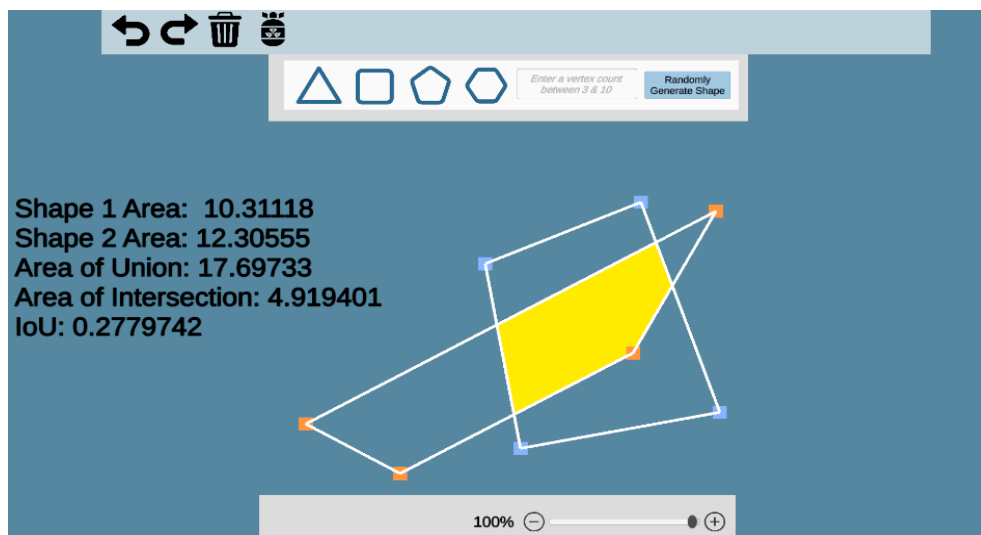 Enter a vertex count
between 3 & 10
Randomly
Generate Shape
Shape 1 Area:  10.31118
Shape 2 Area: 12.30555
Area of Union: 17.69733
Area of Intersection: 4.919401
IoU: 0.2779742
100%